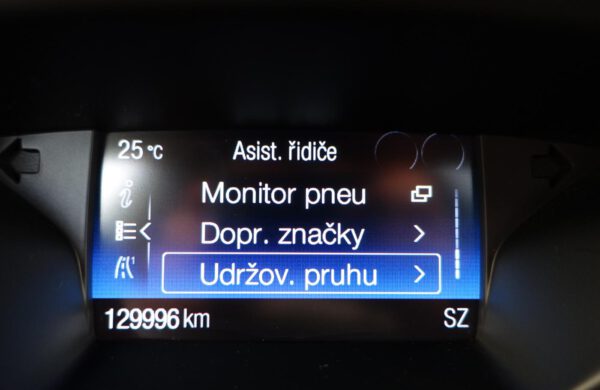 25°C Asist. řidiče
Monitor pneu
Dopr. značky
Udržov. pruhu
129996 km SZ